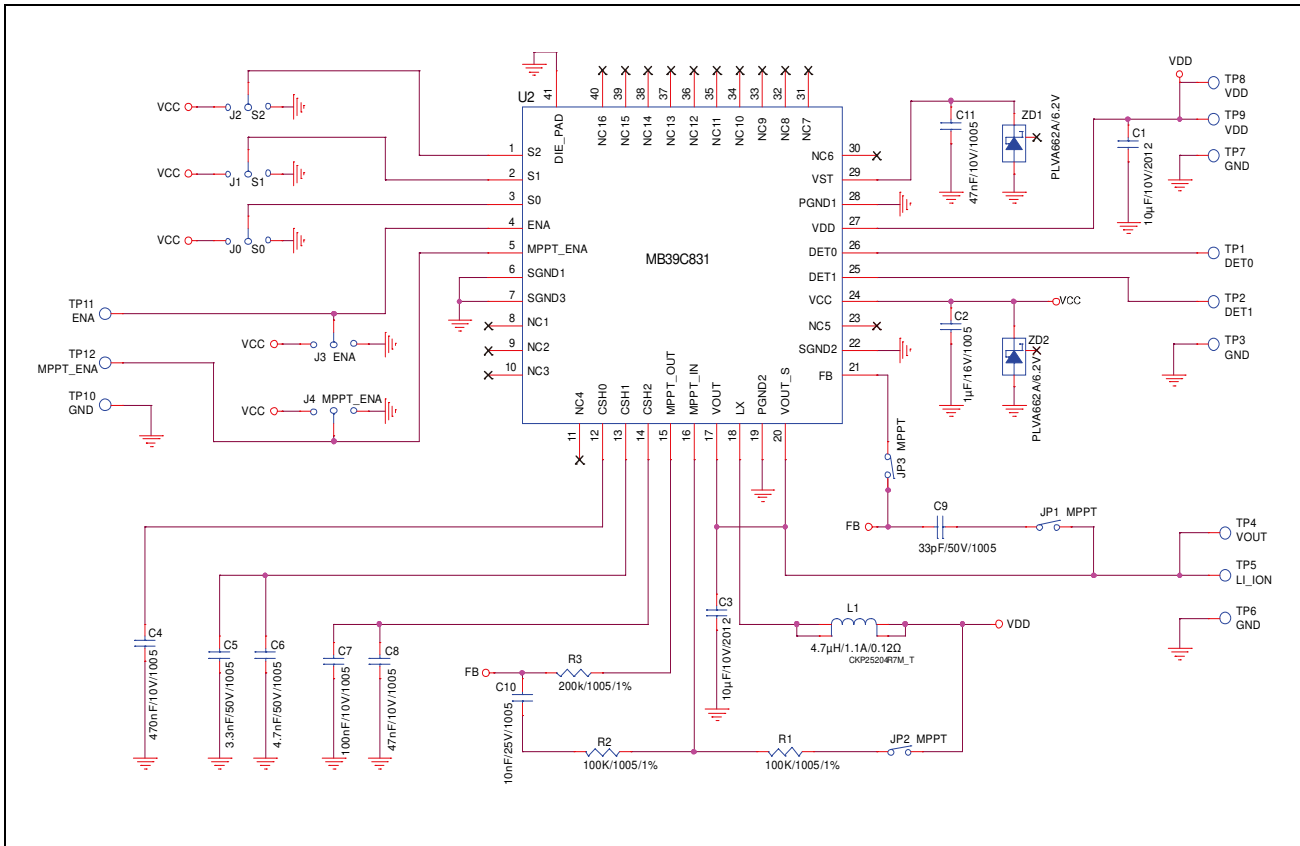 U2
MB39C831
41
DIE_PAD
40
NC16
39
NC15
38
NC14
37
NC13
36
NC12
35
NC11
34
NC10
33
NC9
32
NC8
31
NC7
1
S2
2
S1
3
S0
4
ENA
5
MPPT_ENA
6
SGND1
7
SGND3
8
NC1
9
NC2
10
NC3
11
NC4
12
CSH0
13
CSH1
14
CSH2
15
MPPT_OUT
16
MPPT_IN
17
VOUT
18
LX
19
PGND2
20
VOUT_S
30
NC6
29
VST
28
PGND1
27
VDD
26
DET0
25
DET1
24
VCC
23
NC5
22
SGND2
21
FB
VCC
J2
S2
VCC
J1
S1
VCC
J0
S0
TP11
ENA
VCC
J3 ENA
TP12
MPPT_ENA
VCC
J4 MPPT_ENA
TP10
GND
C11
47nF/10V/1005
ZD1
PLVA662A/6.2V
VDD
C1
10µF/10V/2012
TP8
VDD
TP9
VDD
TP7
GND
TP1
DET0
TP2
DET1
TP3
GND
VCC
C2
1µF/16V/1005
ZD2
PLVA662A/6.2V
JP3 MPPT
FB
C9
33pF/50V/1005
JP1 MPPT
TP4
VOUT
TP5
LI_ION
TP6
GND
C4
470nF/10V/1005
C5
3.3nF/50V/1005
C6
4.7nF/50V/1005
C7
100nF/10V/1005
C8
47nF/10V/1005
FB
C10
10nF/25V/1005
R3
200k/1005/1%
C3
10µF/10V/2012
L1
4.7µH/1.1A/0.12Ω
CKP25204R7M_T
VDD
R2
100K/1005/1%
R1
100K/1005/1%
JP2 MPPT